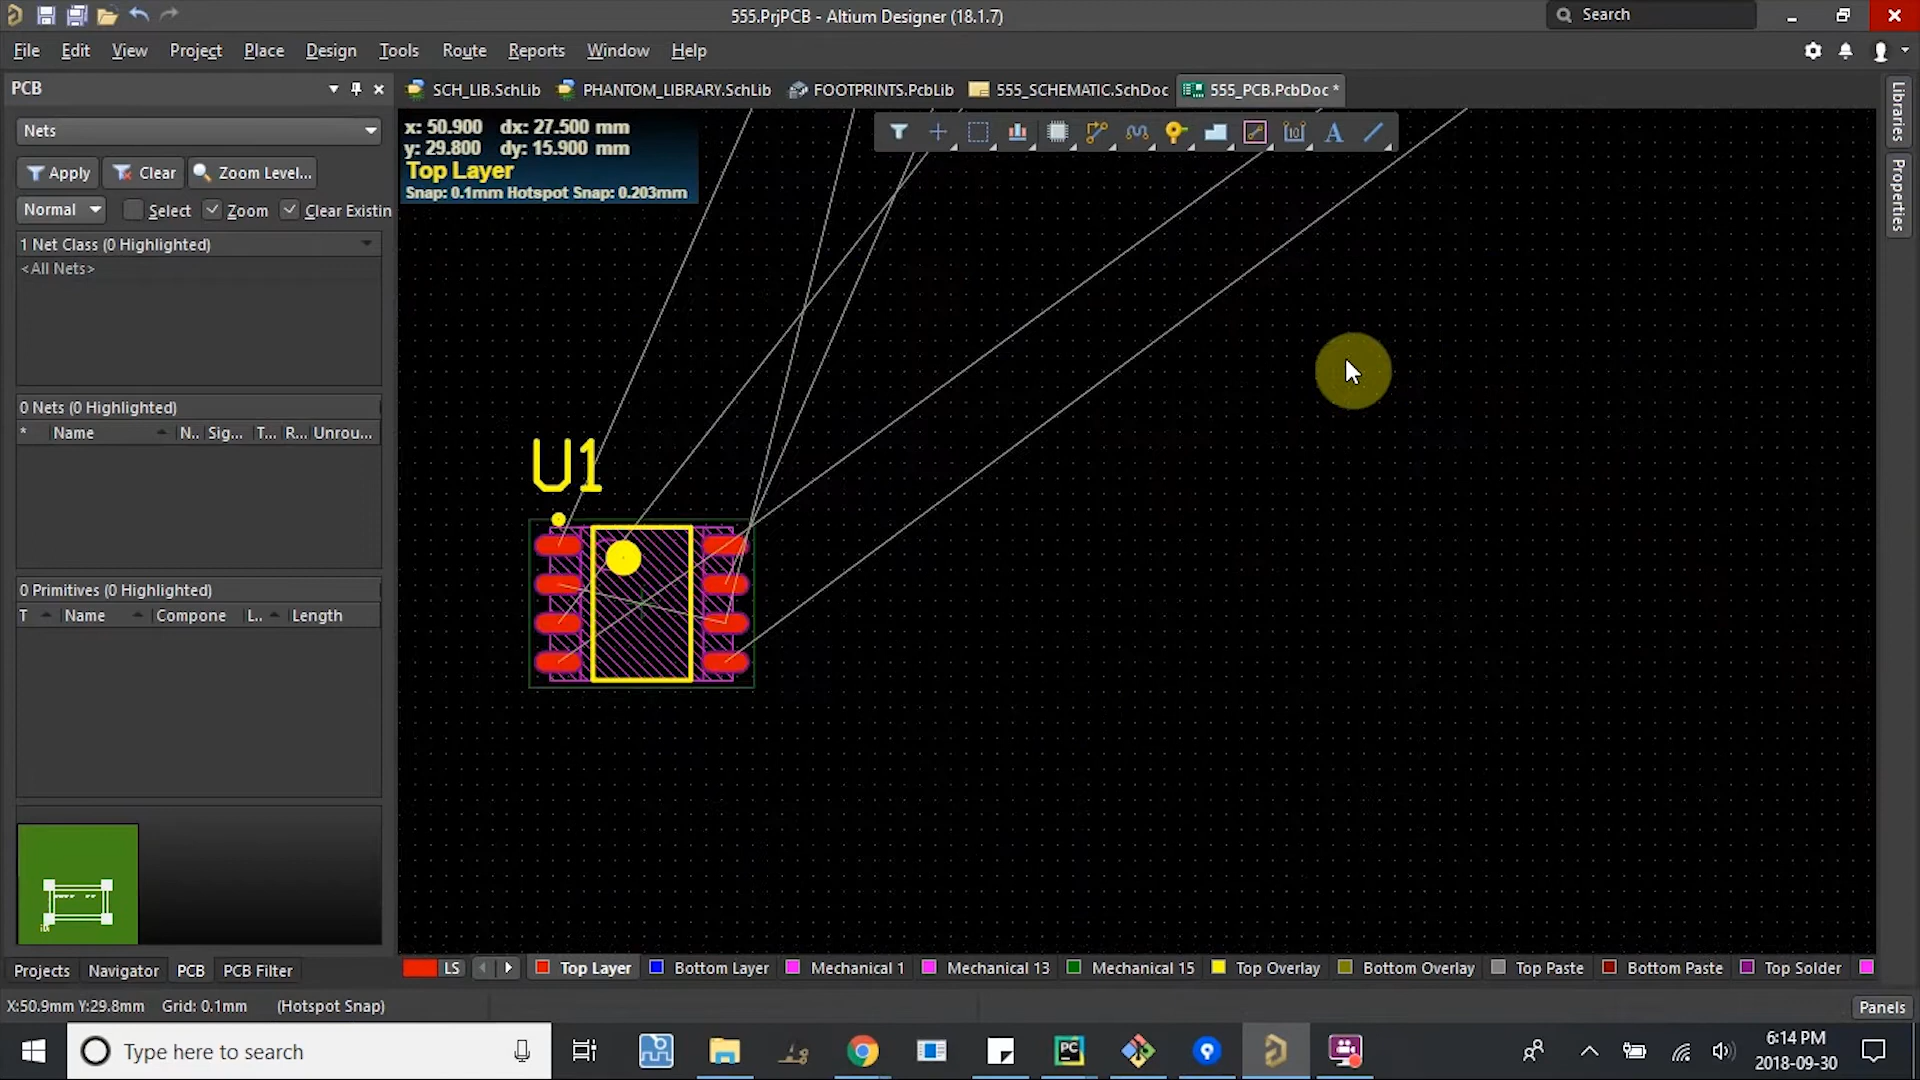 555.PrjPCB - Altium Designer (18.1.7)
Search
File Edit View Project Place Design Tools Route Reports Window Help
PCB
SCH_LIB.SchLib PHANTOM_LIBRARY.SchLib FOOTPRINTS.PcbLib 555_SCHEMATIC.SchDoc 555_PCB.PcbDoc *
Nets
Apply Clear Zoom Level...
Normal Select Zoom Clear Existin
1 Net Class (0 Highlighted)
<All Nets>
0 Nets (0 Highlighted)
* Name N.. Sig... T... R... Unrou...
0 Primitives (0 Highlighted)
T Name Compone L.. Length
x: 50.900 dx: 27.500 mm
y: 29.800 dy: 15.900 mm
Top Layer
Snap: 0.1mm Hotspot Snap: 0.203mm
10
A
U1
Libraries
Properties
Projects Navigator PCB PCB Filter
LS Top Layer Bottom Layer Mechanical 1 Mechanical 13 Mechanical 15 Top Overlay Bottom Overlay Top Paste Bottom Paste Top Solder
X:50.9mm Y:29.8mm Grid: 0.1mm (Hotspot Snap)
Panels
Type here to search
PC
6:14 PM
2018-09-30